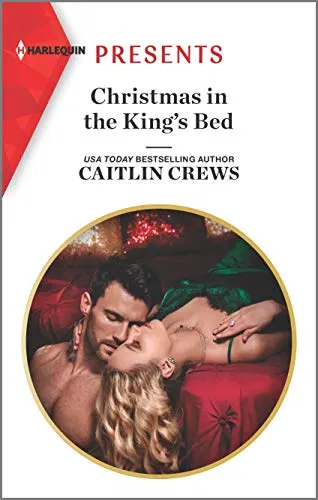 HARLEQUIN
PRESENTS
Christmas in
the King's Bed
USA TODAY BESTSELLING AUTHOR
CAITLIN CREWS